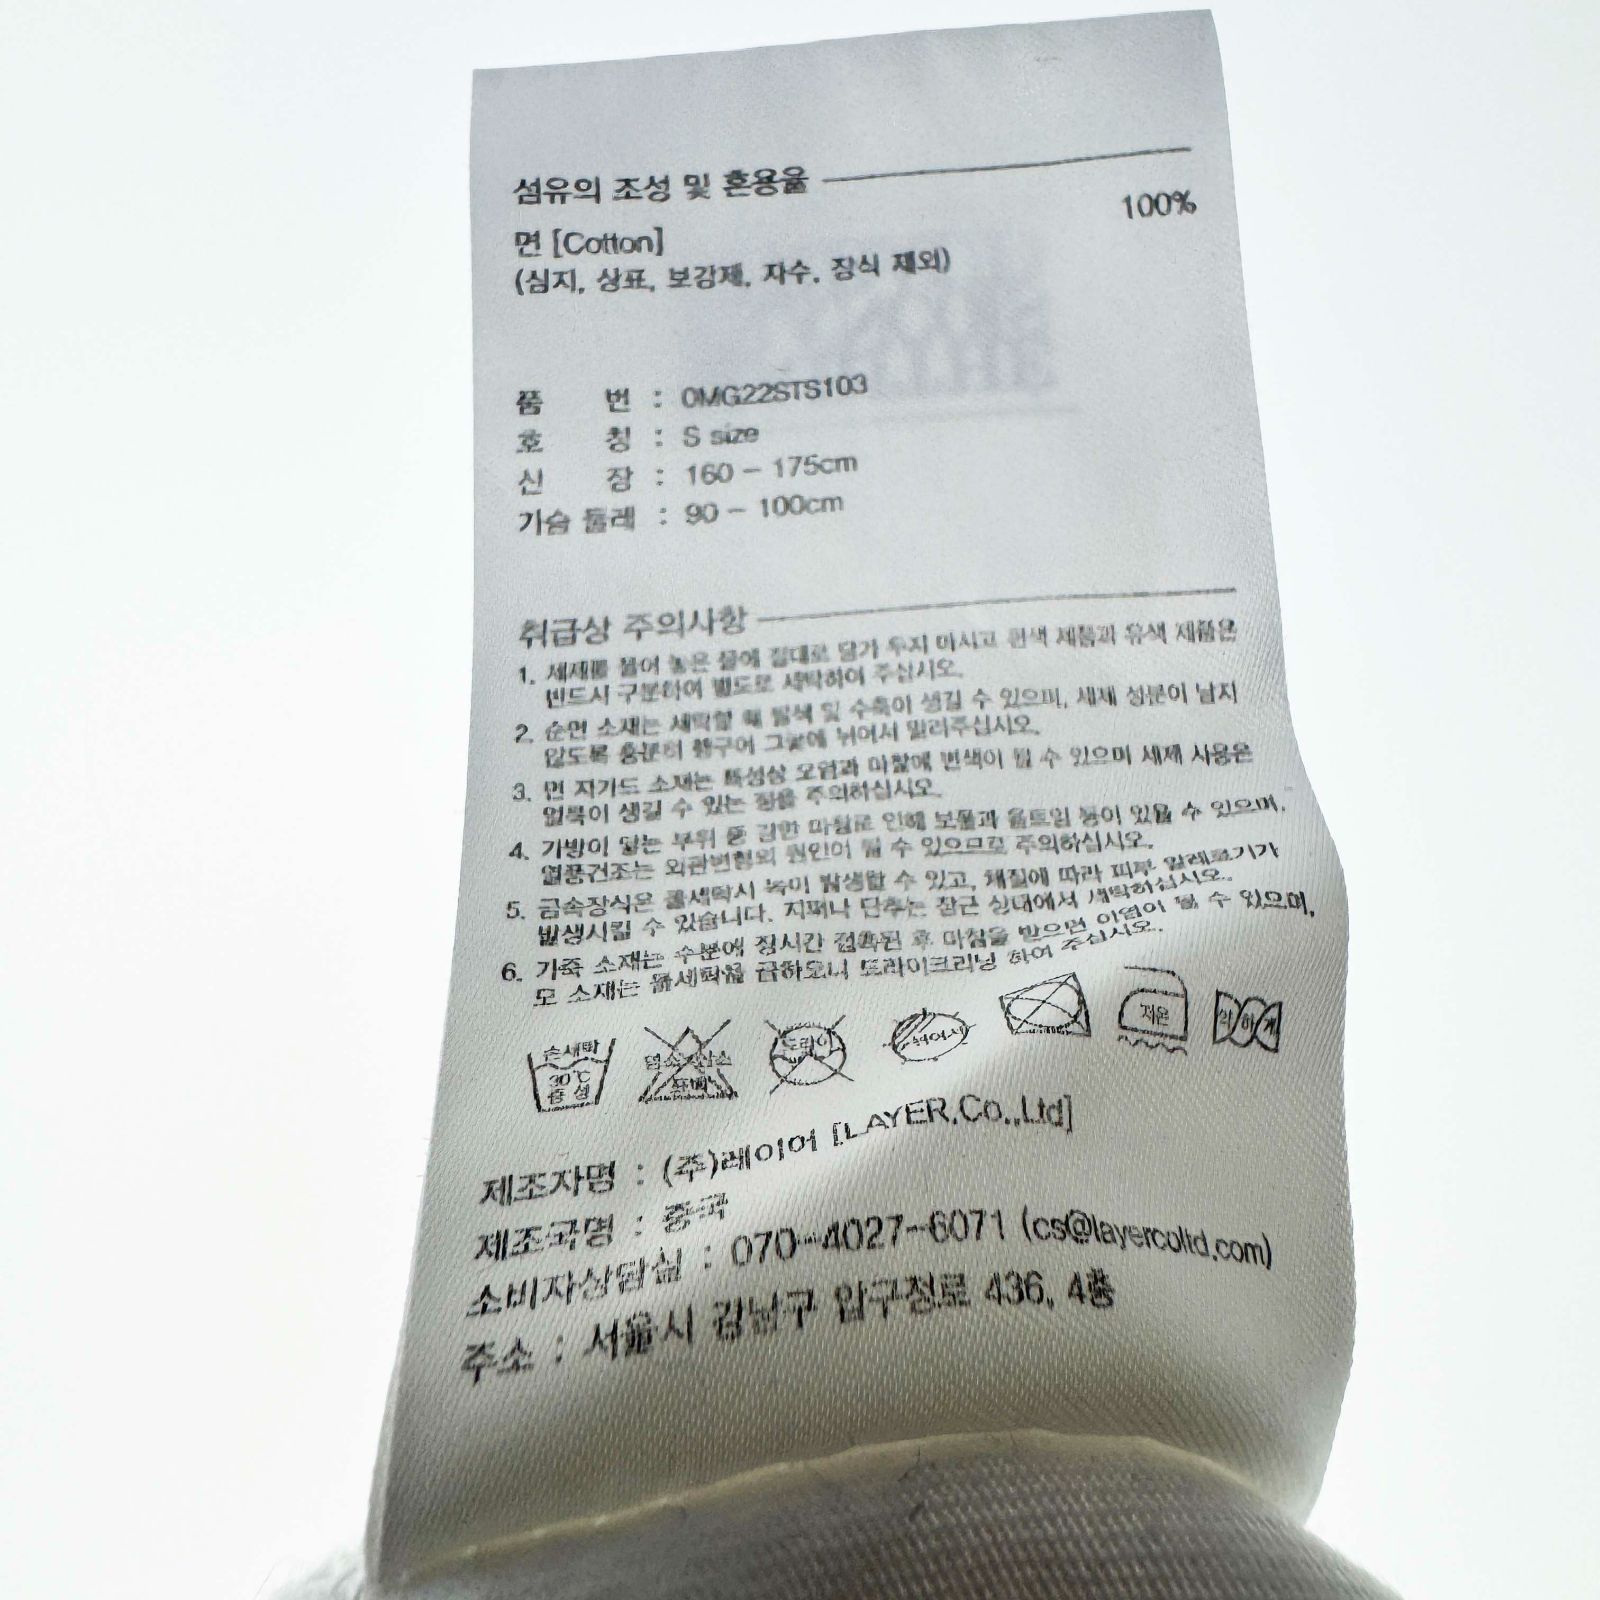 섬유의 조성 및 혼용율
면 [Cotton] 100%
(심지, 상표, 보강제, 자수, 장식 제외)
품 번 : 0MG22STS103
호 칭 : S size
신 장 : 160 - 175cm
가슴 둘레 : 90 - 100cm
취급상 주의사항
1. 세제를 풀어 놓은 물에 절대로 담가 두지 마시고 흰색 제품과 유색 제품은
반드시 구분하여 별도로 세탁하여 주십시오.
2. 순면 소재는 세탁할 때 탈색 및 수축이 생길 수 있으며, 세제 성분이 남지
않도록 충분히 헹구어 그늘에 뉘어서 말려주십시오.
3. 면 자가드 소재는 특성상 오염과 마찰에 변색이 될 수 있으며 세제 사용은
얼룩이 생길 수 있는 점을 주의하십시오.
4. 가방이 닿는 부위 중 강한 마찰로 인해 보풀과 올트임 등이 있을 수 있으며,
열풍건조는 외관변형의 원인이 될 수 있으므로 주의하십시오.
5. 금속장식은 물세탁시 녹이 발생할 수 있고, 체질에 따라 피부 알레르기가
발생시킬 수 있습니다. 지퍼나 단추는 잠근 상태에서 세탁하십시오.
6. 가죽 소재는 수분에 장시간 접촉된 후 마찰을 받으면 이염이 될 수 있으며,
모 소재는 물세탁을 금하오니 드라이크리닝 하여 주십시오.
손세탁 30℃ 중성
염소 산소 표백
드라이
뉘어서
저온
약하게
제조자명 : (주)레이어 [LAYER.Co.,Ltd]
제조국명 : 중국
소비자상담실 : 070-4027-6071 (cs@layercoltd.com)
주소 : 서울시 강남구 압구정로 436, 4층